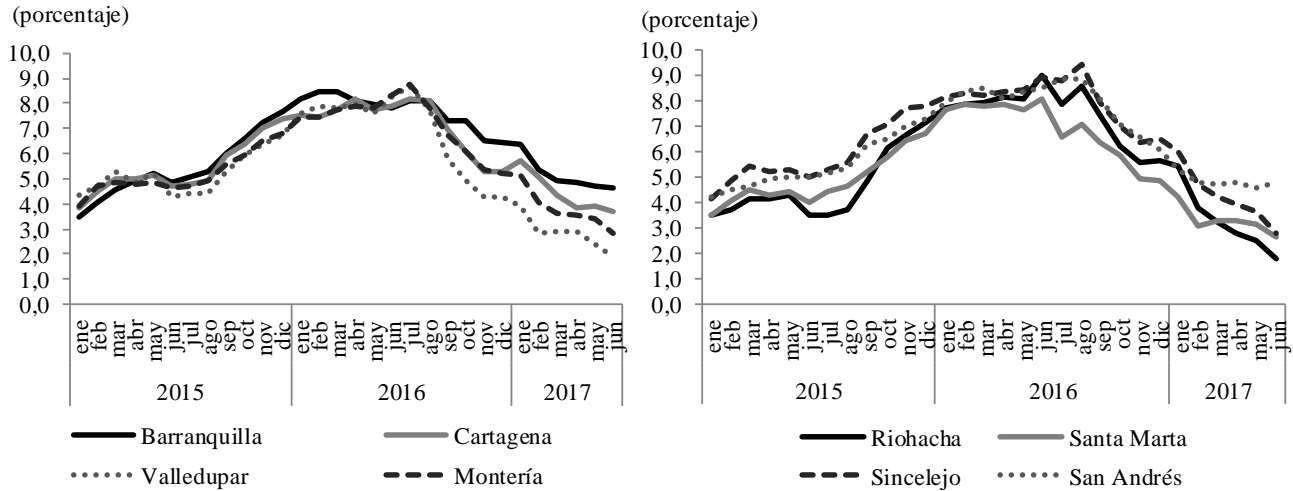 (porcentaje)
10,0
9,0
8,0
7,0
6,0
5,0
4,0
3,0
2,0
1,0
0,0
ene feb mar abr may jun jul ago sep oct nov dic ene feb mar abr may jun jul ago sep oct nov dic ene feb mar abr may jun
2015 2016 2017
Barranquilla Cartagena
Valledupar Montería
(porcentaje)
10,0
9,0
8,0
7,0
6,0
5,0
4,0
3,0
2,0
1,0
0,0
ene feb mar abr may jun jul ago sep oct nov dic ene feb mar abr may jun jul ago sep oct nov dic ene feb mar abr may jun
2015 2016 2017
Riohacha Santa Marta
Sincelejo San Andrés